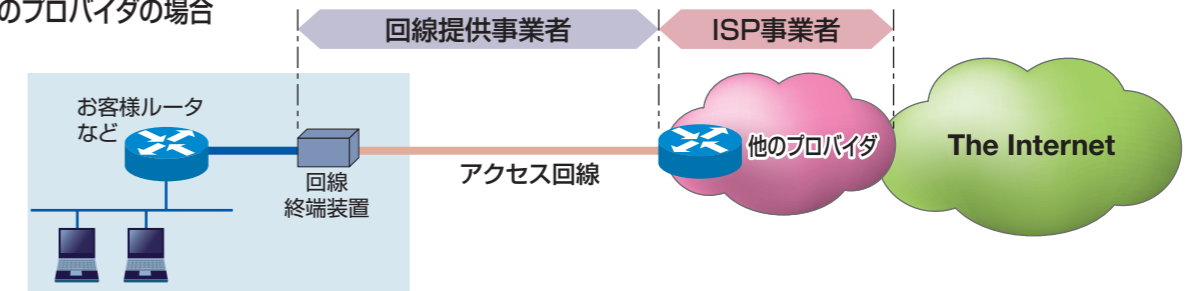 のプロバイダの場合
回線提供事業者
ISP事業者
お客様ルータ
など
回線
終端装置
アクセス回線
他のプロバイダ
The Internet